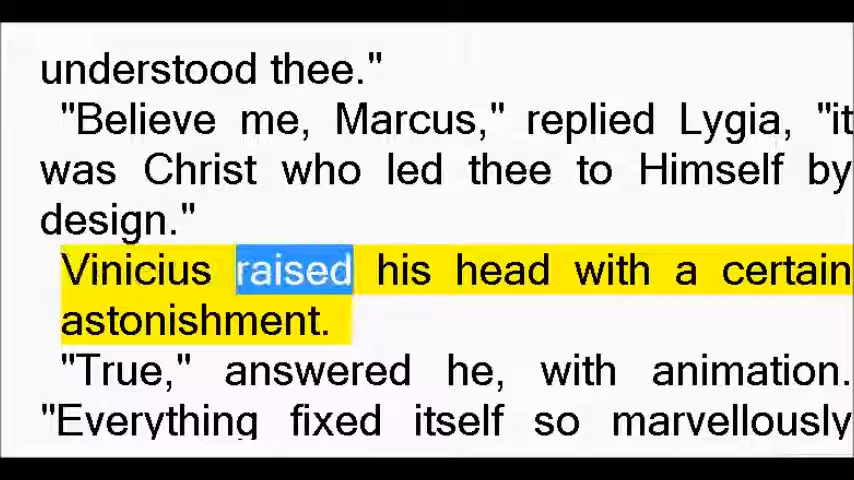 understood thee."
"Believe me, Marcus," replied Lygia, "it
was Christ who led thee to Himself by
design."
Vinicius raised his head with a certain
astonishment.
"True," answered he, with animation.
"Everything fixed itself so marvellously